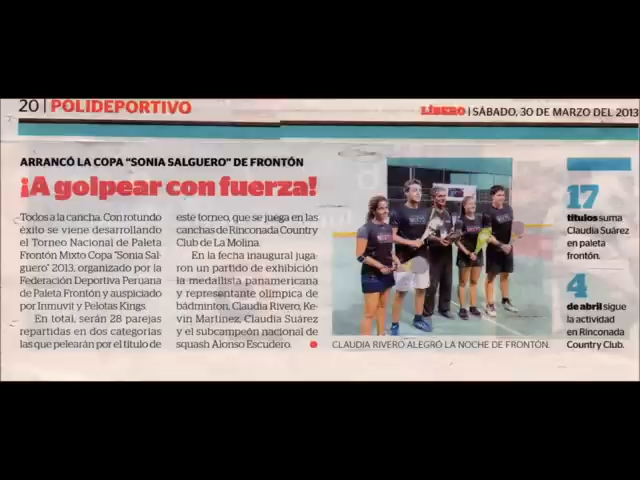 20 | POLIDEPORTIVO
LÍBERO | SÁBADO, 30 DE MARZO DEL 2013
ARRANCÓ LA COPA "SONIA SALGUERO" DE FRONTÓN
¡A golpear con fuerza!
Todos a la cancha. Con rotundo
éxito se viene desarrollando
el Torneo Nacional de Paleta
Frontón Mixto Copa "Sonia Sal-
guero" 2013, organizado por la
Federación Deportiva Peruana
de Paleta Frontón y auspiciado
por Inmuvit y Pelotas Kings.
En total, serán 28 parejas
repartidas en dos categorías
las que pelearán por el título de
este torneo, que se juega en las
canchas de Rinconada Country
Club de La Molina.
En la fecha inaugural juga-
ron un partido de exhibición
la medallista panamericana
y representante olímpica de
bádminton, Claudia Rivero, Ke-
vin Martínez, Claudia Suárez
y el subcampeón nacional de
squash Alonso Escudero.
CLAUDIA RIVERO ALEGRÓ LA NOCHE DE FRONTÓN.
17
títulos suma
Claudia Suárez
en paleta
frontón.
4
de abril sigue
la actividad
en Rinconada
Country Club.